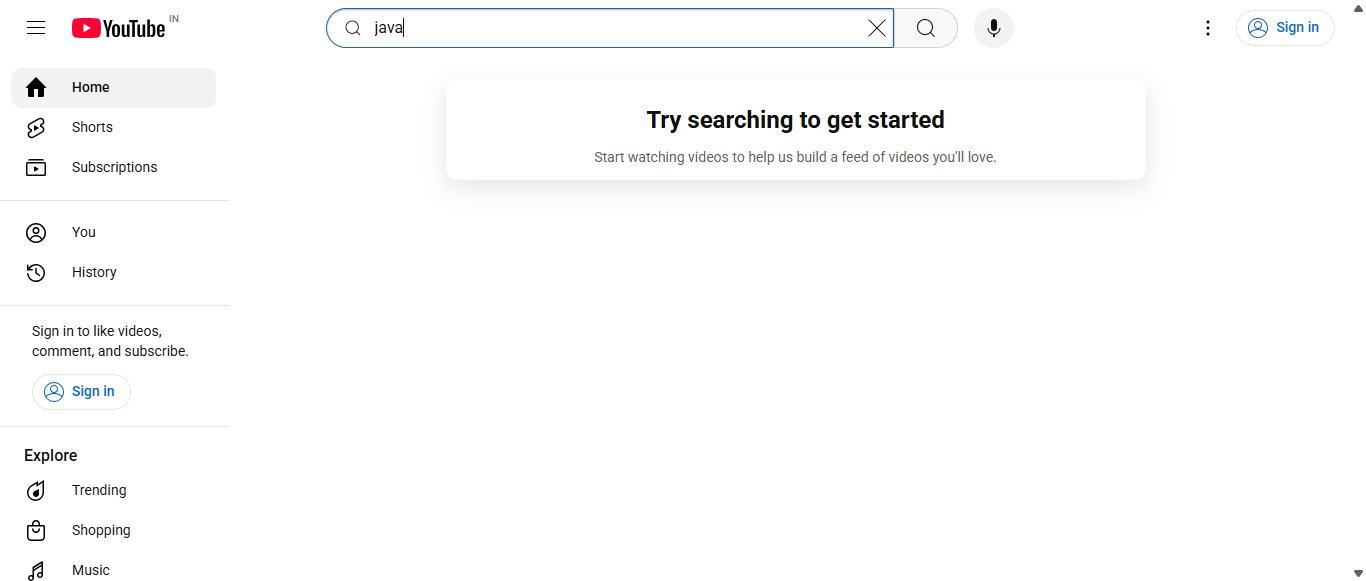 YouTube IN
java
Sign in
Home
Shorts
Subscriptions
You
History
Sign in to like videos,
comment, and subscribe.
Sign in
Explore
Trending
Shopping
Music
Try searching to get started
Start watching videos to help us build a feed of videos you'll love.